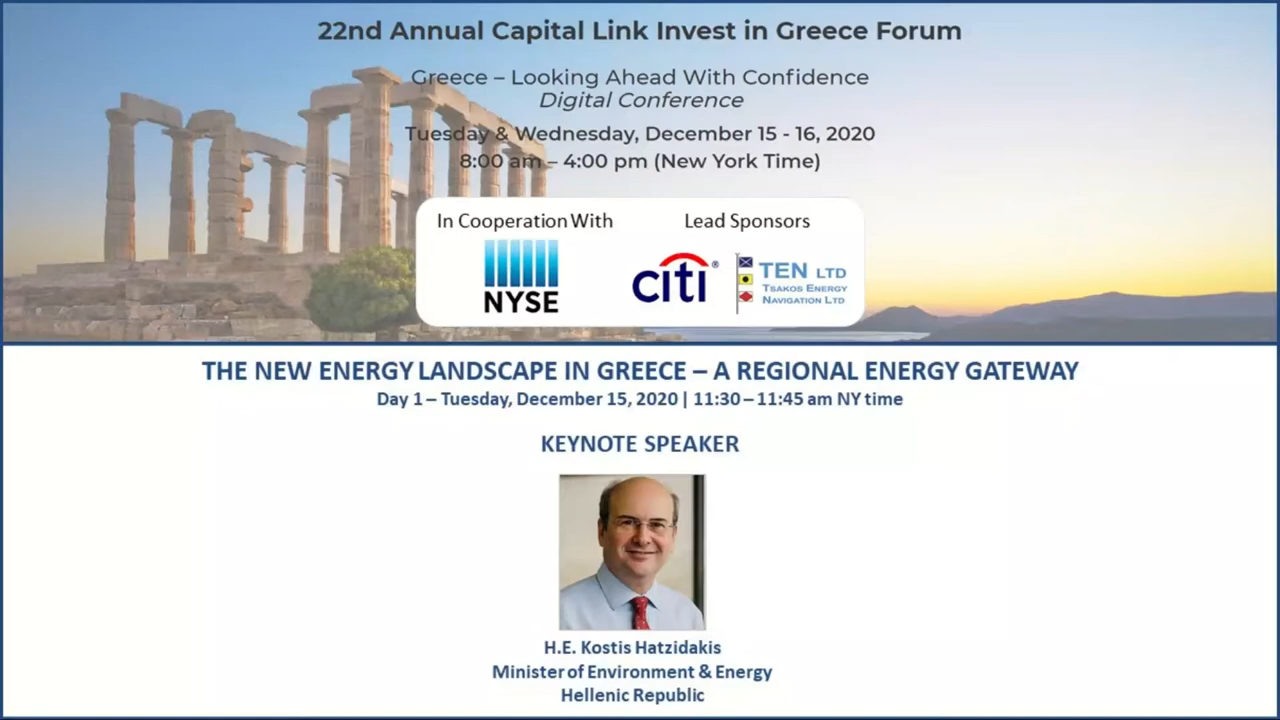 22nd Annual Capital Link Invest in Greece Forum
Greece – Looking Ahead With Confidence
Digital Conference
Tuesday & Wednesday, December 15 - 16, 2020
8:00 am – 4:00 pm (New York Time)
In Cooperation With
Lead Sponsors
NYSE
citi®
TEN LTD
TSAKOS ENERGY
NAVIGATION LTD
THE NEW ENERGY LANDSCAPE IN GREECE – A REGIONAL ENERGY GATEWAY
Day 1 – Tuesday, December 15, 2020 | 11:30 – 11:45 am NY time
KEYNOTE SPEAKER
H.E. Kostis Hatzidakis
Minister of Environment & Energy
Hellenic Republic